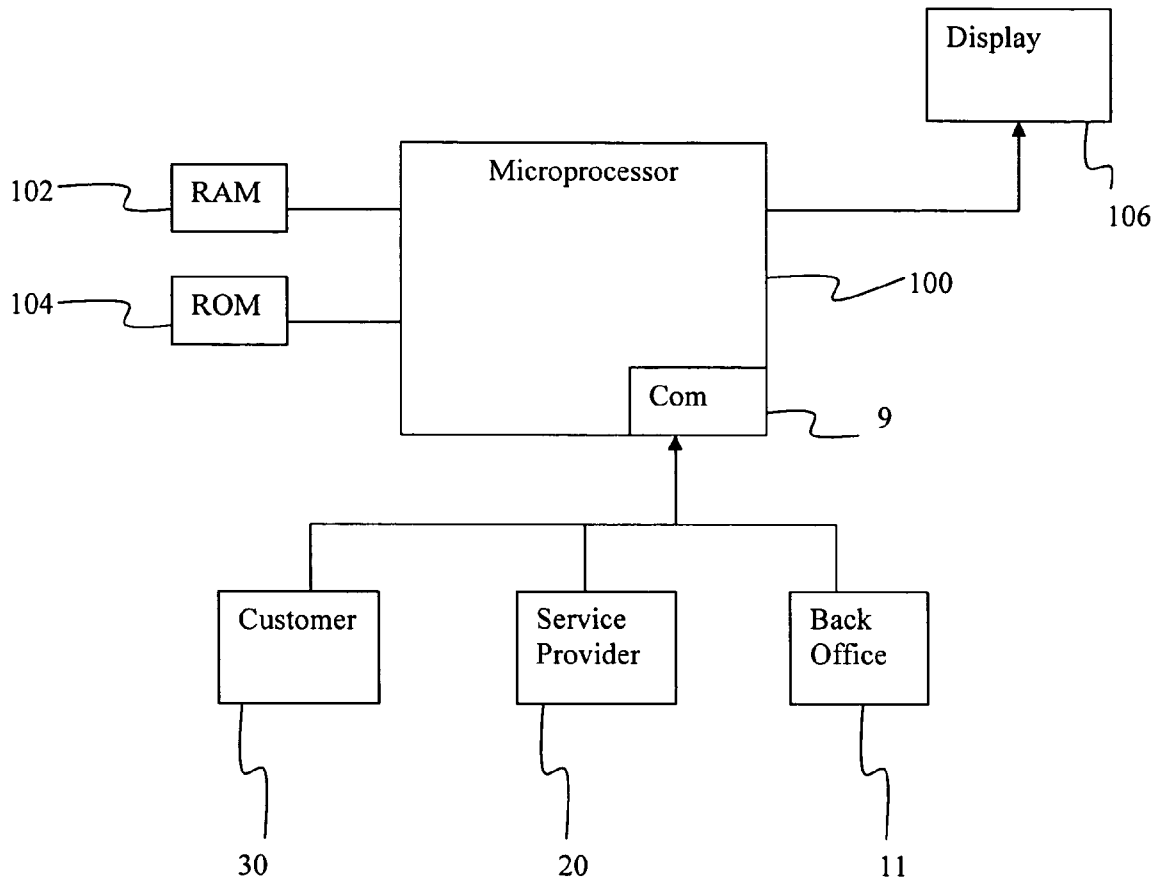 Display
Microprocessor
102
RAM
106
104
ROM
100
Com
9
Customer
Service
Provider
Back
Office
30
20
11